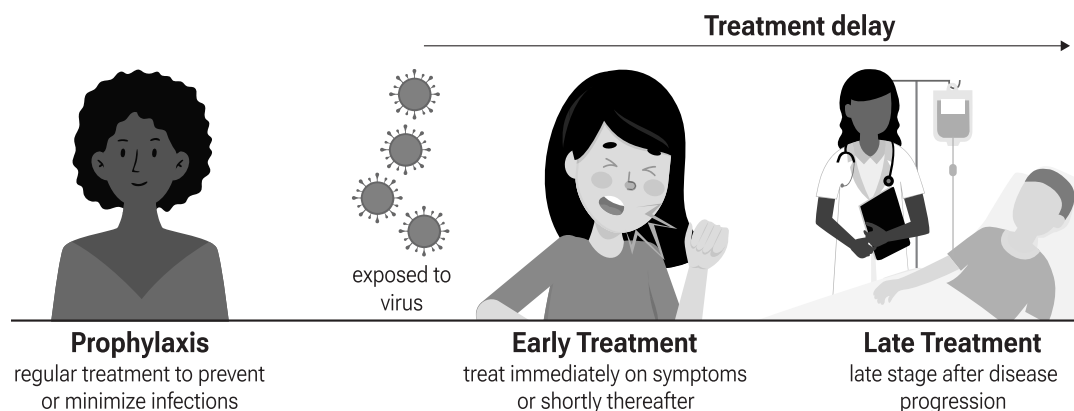 Treatment delay
exposed to
virus
Prophylaxis
regular treatment to prevent
or minimize infections
Early Treatment
treat immediately on symptoms
or shortly thereafter
Late Treatment
late stage after disease
progression